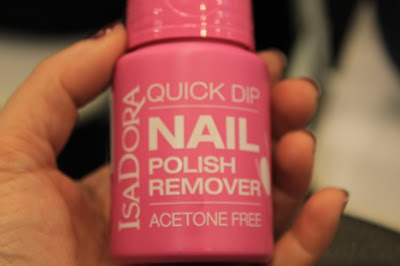 ISADORA
QUICK DIP
NAIL
POLISH
REMOVER
ACETONE FREE